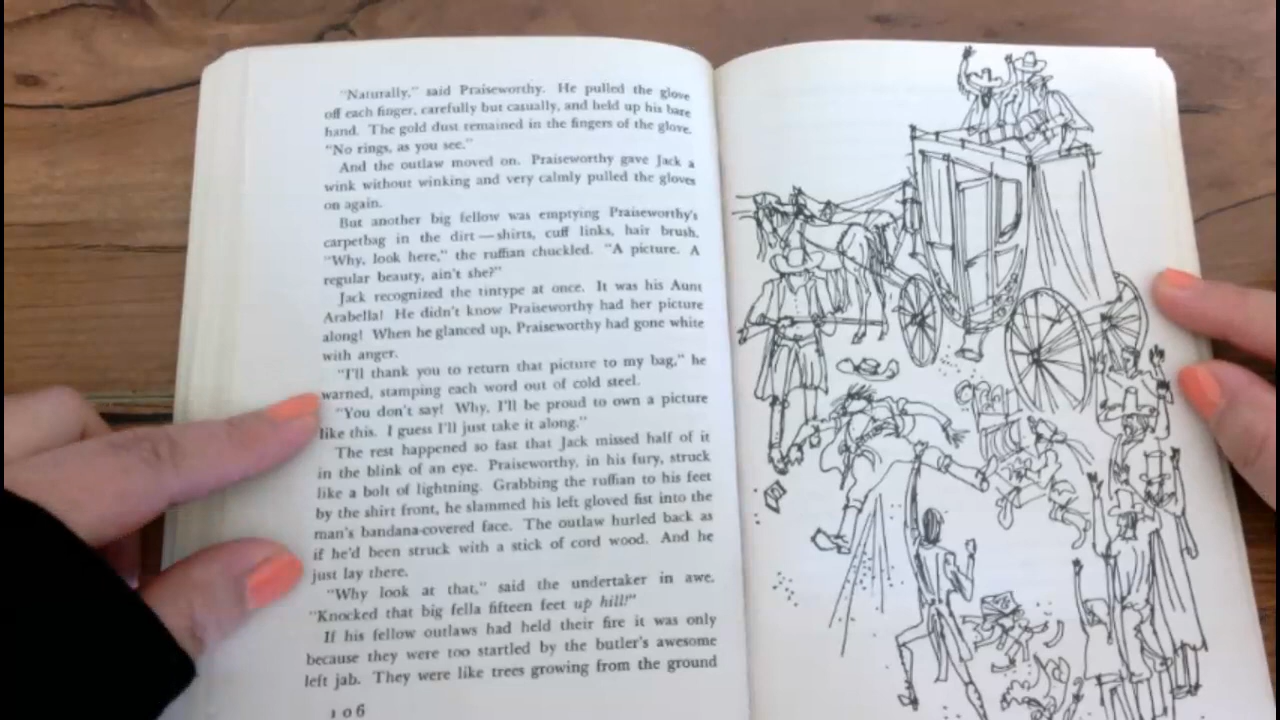 "Naturally," said Praiseworthy. He pulled the glove
off each finger, carefully but casually, and held up his bare
hand. The gold dust remained in the fingers of the glove.
"No rings, as you see."
And the outlaw moved on. Praiseworthy gave Jack a
wink without winking and very calmly pulled the gloves
on again.
But another big fellow was emptying Praiseworthy's
carpetbag in the dirt — shirts, cuff links, hair brush.
"Why, look here," the ruffian chuckled. "A picture. A
regular beauty, ain't she?"
Jack recognized the tintype at once. It was his Aunt
Arabella! He didn't know Praiseworthy had her picture
along! When he glanced up, Praiseworthy had gone white
with anger.
"I'll thank you to return that picture to my bag," he
warned, stamping each word out of cold steel.
"You don't say! Why, I'll be proud to own a picture
like this. I guess I'll just take it along."
The rest happened so fast that Jack missed half of it
in the blink of an eye. Praiseworthy, in his fury, struck
like a bolt of lightning. Grabbing the ruffian to his feet
by the shirt front, he slammed his left gloved fist into the
man's bandana-covered face. The outlaw hurled back as
if he'd been struck with a stick of cord wood. And he
just lay there.
"Why look at that," said the undertaker in awe.
"Knocked that big fella fifteen feet up hill!"
If his fellow outlaws had held their fire it was only
because they were too startled by the butler's awesome
left jab. They were like trees growing from the ground
106